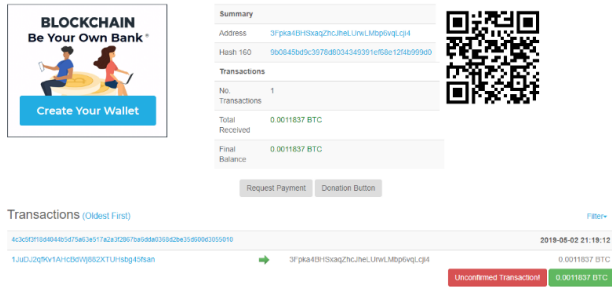 BLOCKCHAIN
Be Your Own Bank®
Create Your Wallet
Summary
Address
Hash 160
Transactions
No. Transactions 1
Total Received 0.0011837 BTC
Final Balance 0.0011837 BTC
Request Payment Donation Button
Transactions (Oldest First)
Filter
2019-05-02 21:19:12
0.0011837 BTC
Unconfirmed Transaction! 0.0011837 BTC